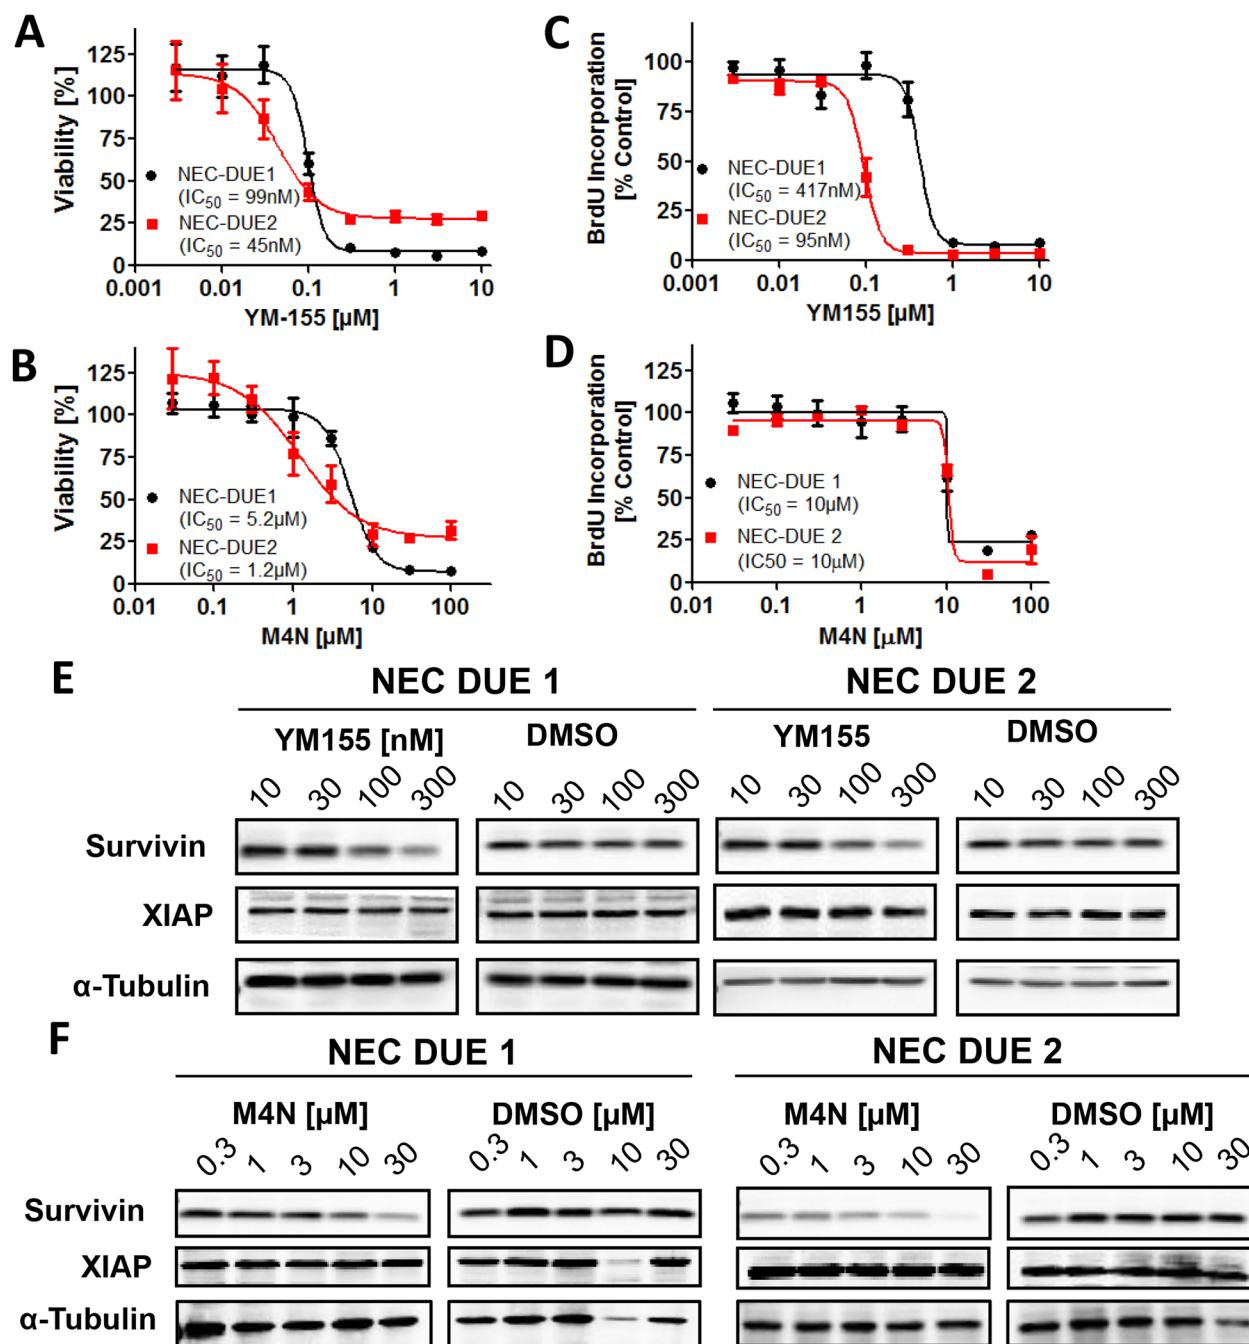 A
Viability [%]
125
100
75
50
25
0
NEC-DUE1
(IC50 = 99nM)
NEC-DUE2
(IC50 = 45nM)
0.001 0.01 0.1 1 10
YM-155 [µM]
C
BrdU Incorporation
[% Control]
100
75
50
25
0
NEC-DUE1
(IC50 = 417nM)
NEC-DUE2
(IC50 = 95nM)
0.001 0.01 0.1 1 10
YM155 [µM]
B
Viability [%]
125
100
75
50
25
0
NEC-DUE1
(IC50 = 5.2µM)
NEC-DUE2
(IC50 = 1.2µM)
0.01 0.1 1 10 100
M4N [µM]
D
BrdU Incorporation
[% Control]
125
100
75
50
25
0
NEC-DUE 1
(IC50 = 10µM)
NEC-DUE 2
(IC50 = 10µM)
0.01 0.1 1 10 100
M4N [µM]
E
NEC DUE 1 NEC DUE 2
YM155 [nM] DMSO YM155 DMSO
10 30 100 300 10 30 100 300 10 30 100 300 10 30 100 300
Survivin
XIAP
α-Tubulin
F
NEC DUE 1 NEC DUE 2
M4N [µM] DMSO [µM] M4N [µM] DMSO [µM]
0.3 1 3 10 30 0.3 1 3 10 30 0.3 1 3 10 30 0.3 1 3 10 30
Survivin
XIAP
α-Tubulin